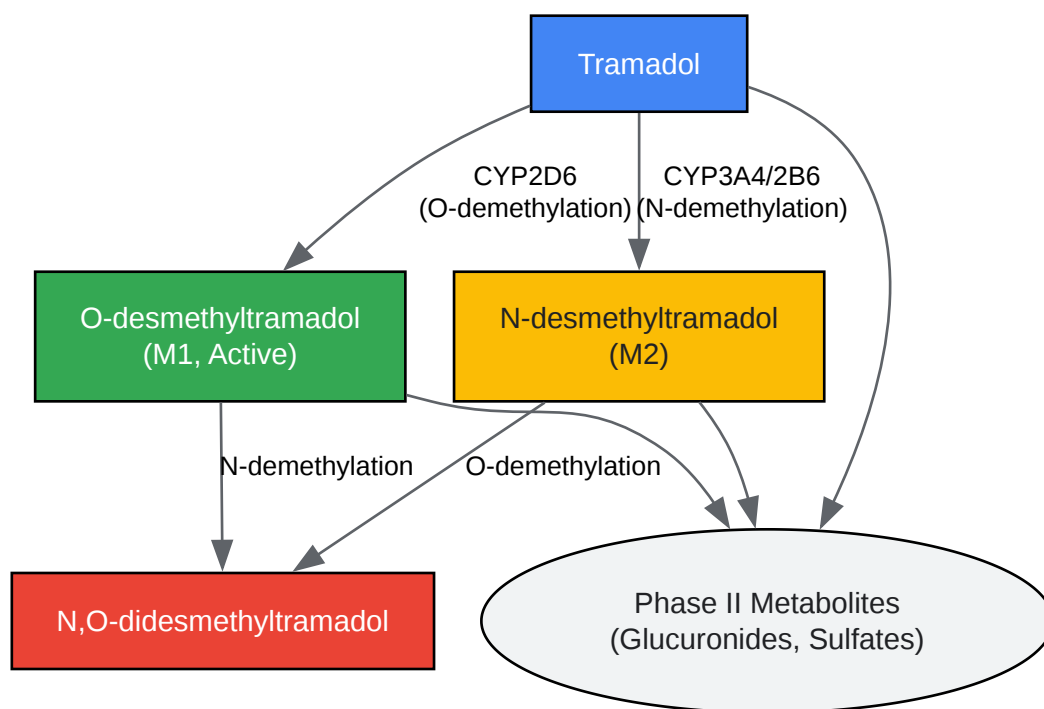 Tramadol
CYP2D6
(O-demethylation)
CYP3A4/2B6
(N-demethylation)
O-desmethyltramadol
(M1, Active)
N-desmethyltramadol
(M2)
N-demethylation
O-demethylation
N,O-didesmethyltramadol
Phase II Metabolites
(Glucuronides, Sulfates)